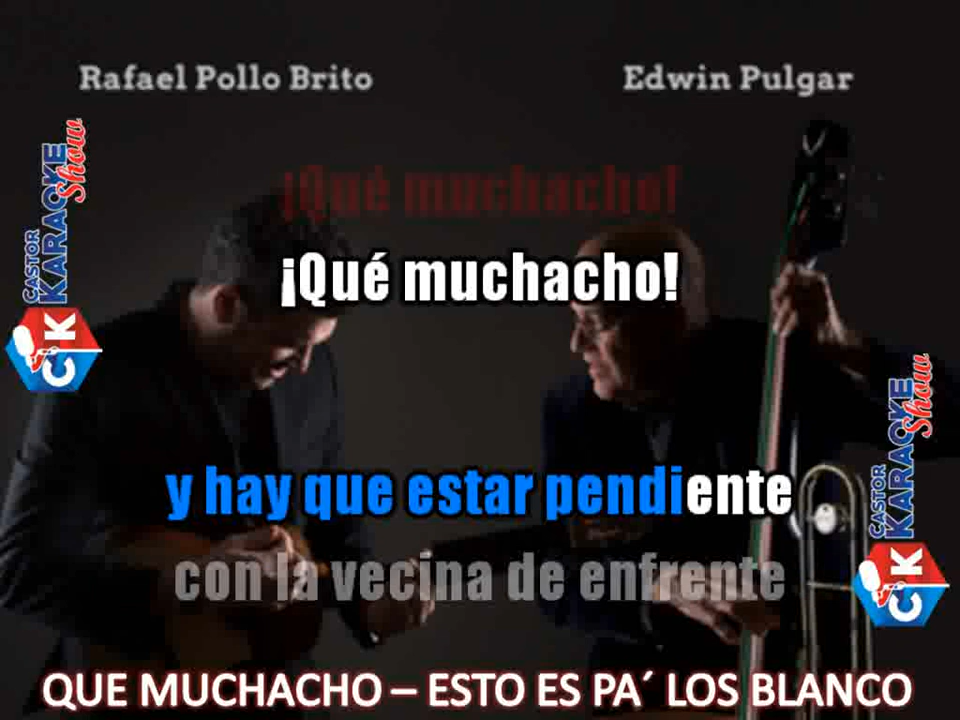 Rafael Pollo Brito
Edwin Pulgar
¡Qué muchacho!
¡Qué muchacho!
y hay que estar pendiente
con la vecina de enfrente
CASTOR
KARAOKE
Show
CK
CASTOR
KARAOKE
Show
CK
QUE MUCHACHO – ESTO ES PA´ LOS BLANCO